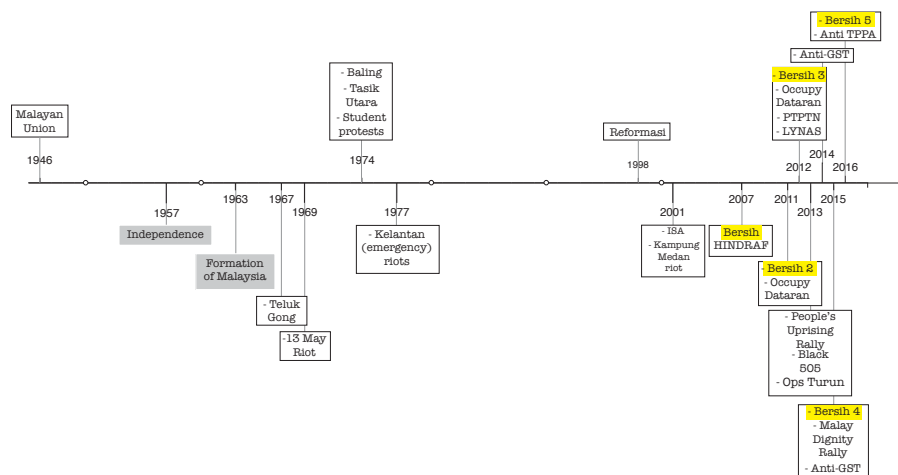 - Bersih 5
- Anti TPPA
- Anti-GST
- Bersih 3
- Occupy
Dataran
- PTPTN
- LYNAS
- Baling
- Tasik
Utara
- Student
protests
Malayan
Union
Reformasi
1946
1974
1998
2012
2014
2016
1957
1963
1967
1969
1977
2001
2007
2011
2013
2015
Independence
Formation
of Malaysia
- Teluk
Gong
-13 May
Riot
- Kelantan
(emergency)
riots
- ISA
- Kampung
Medan
riot
Bersih
HINDRAF
- Bersih 2
- Occupy
Dataran
- People's
Uprising
Rally
- Black
505
- Ops Turun
- Bersih 4
- Malay
Dignity
Rally
- Anti-GST